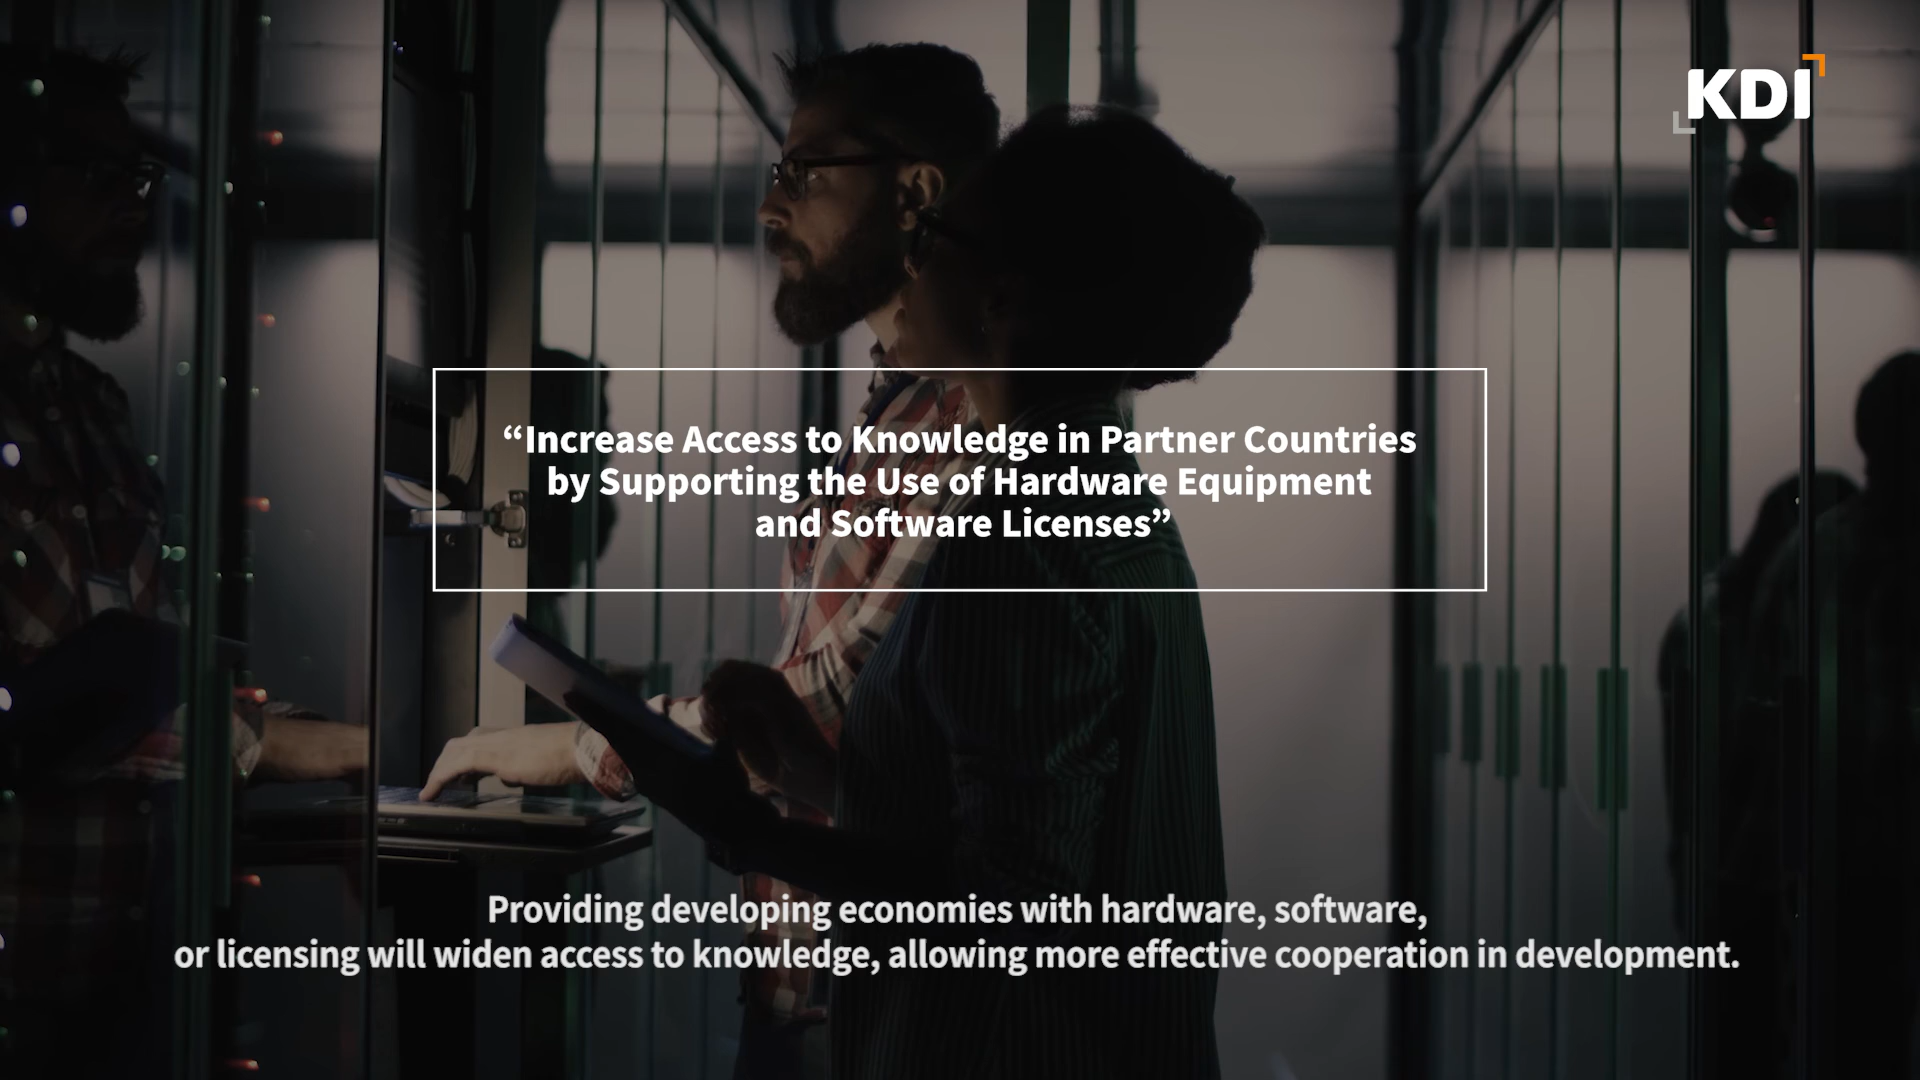 KDI
“Increase Access to Knowledge in Partner Countries
by Supporting the Use of Hardware Equipment
and Software Licenses”
Providing developing economies with hardware, software,
or licensing will widen access to knowledge, allowing more effective cooperation in development.